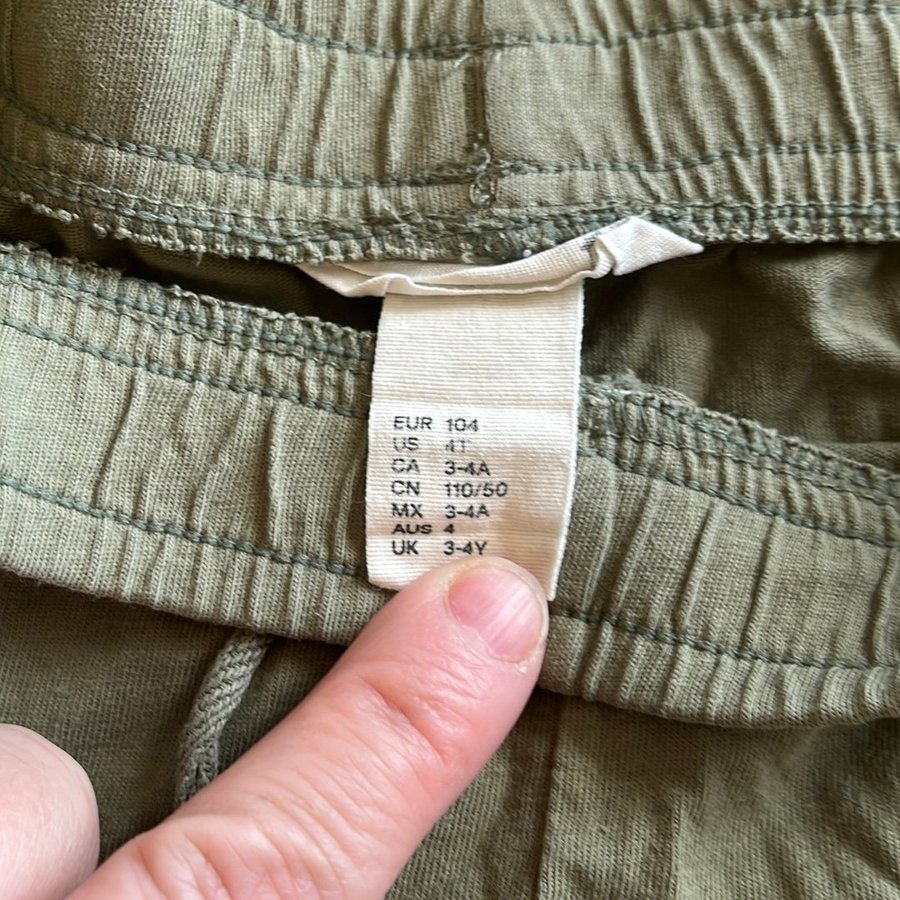 EUR 104
US 4T
CA 3-4A
CN 110/50
MX 3-4A
AUS 4
UK 3-4Y